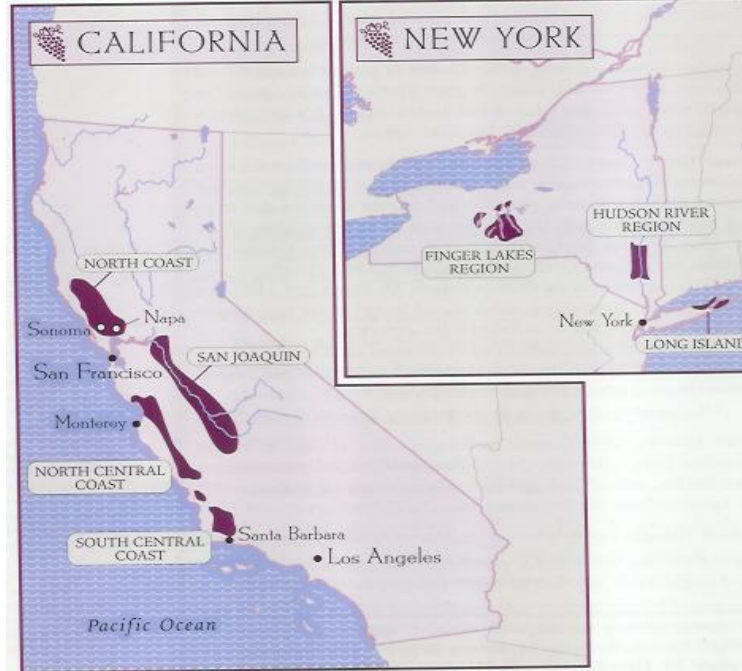 CALIFORNIA
NORTH COAST
Sonoma
Napa
San Francisco
SAN JOAQUIN
Monterey
NORTH CENTRAL
COAST
SOUTH CENTRAL
COAST
Santa Barbara
Los Angeles
Pacific Ocean
NEW YORK
HUDSON RIVER
REGION
FINGER LAKES
REGION
New York
LONG ISLAND